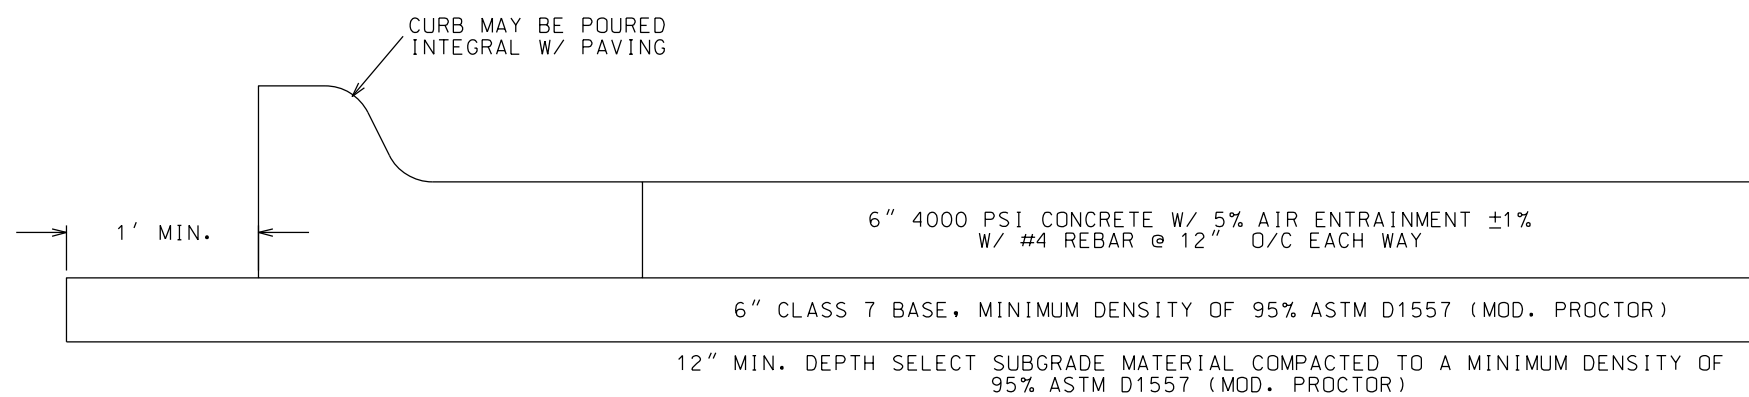 CURB MAY BE POURED
INTEGRAL W/ PAVING
1' MIN.
6" 4000 PSI CONCRETE W/ 5% AIR ENTRAINMENT ±1%
W/ #4 REBAR @ 12" O/C EACH WAY
6" CLASS 7 BASE, MINIMUM DENSITY OF 95% ASTM D1557 (MOD. PROCTOR)
12" MIN. DEPTH SELECT SUBGRADE MATERIAL COMPACTED TO A MINIMUM DENSITY OF
95% ASTM D1557 (MOD. PROCTOR)